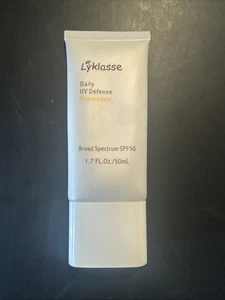 Lyklasse
Daily
UV Defense
Sunscreen
Broad Spectrum SPF50
1.7 FL.Oz./50mL